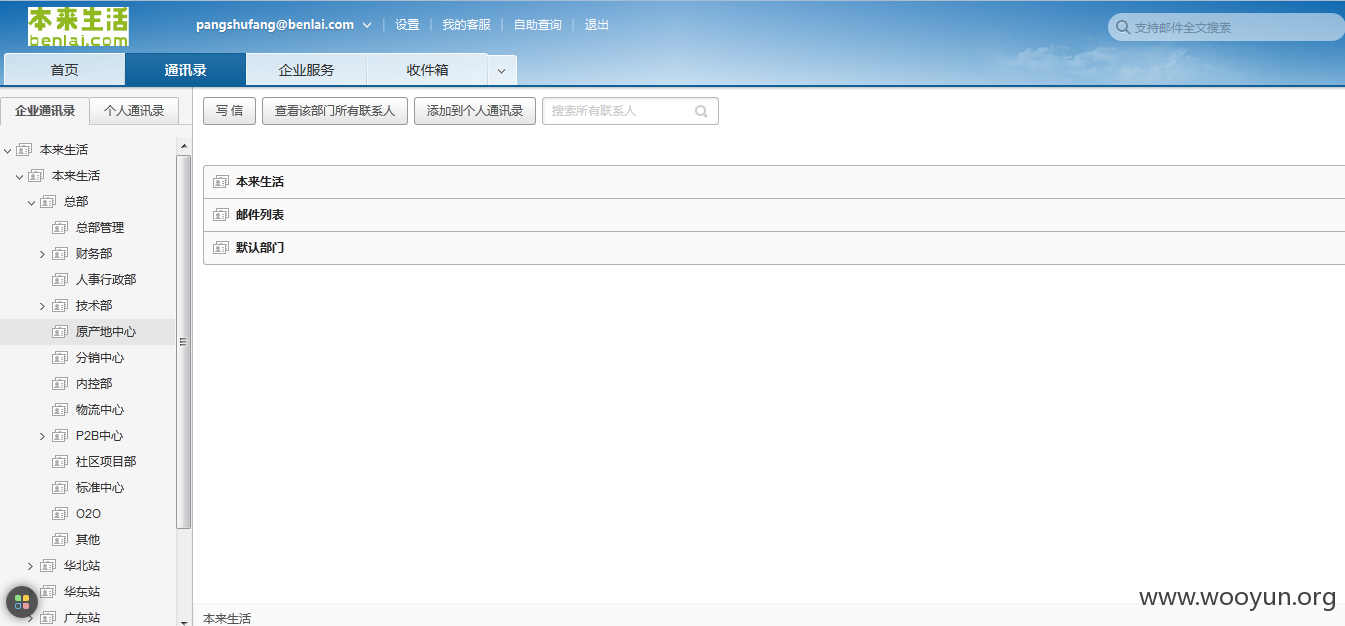 本来生活
benlai.com
pangshufang@benlai.com 设置 我的客服 自助查询 退出
支持邮件全文搜索
首页 通讯录 企业服务 收件箱
企业通讯录 个人通讯录
写 信 查看该部门所有联系人 添加到个人通讯录 搜索所有联系人
本来生活
本来生活
总部
总部管理
财务部
人事行政部
技术部
原产地中心
分销中心
内控部
物流中心
P2B中心
社区项目部
标准中心
O2O
其他
华北站
华东站
广东站
本来生活
邮件列表
默认部门
本来生活
www.wooyun.org